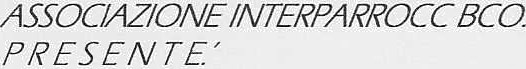 ASSOCIAZIONE INTERPARROCC BCO.
PRESENTE.´